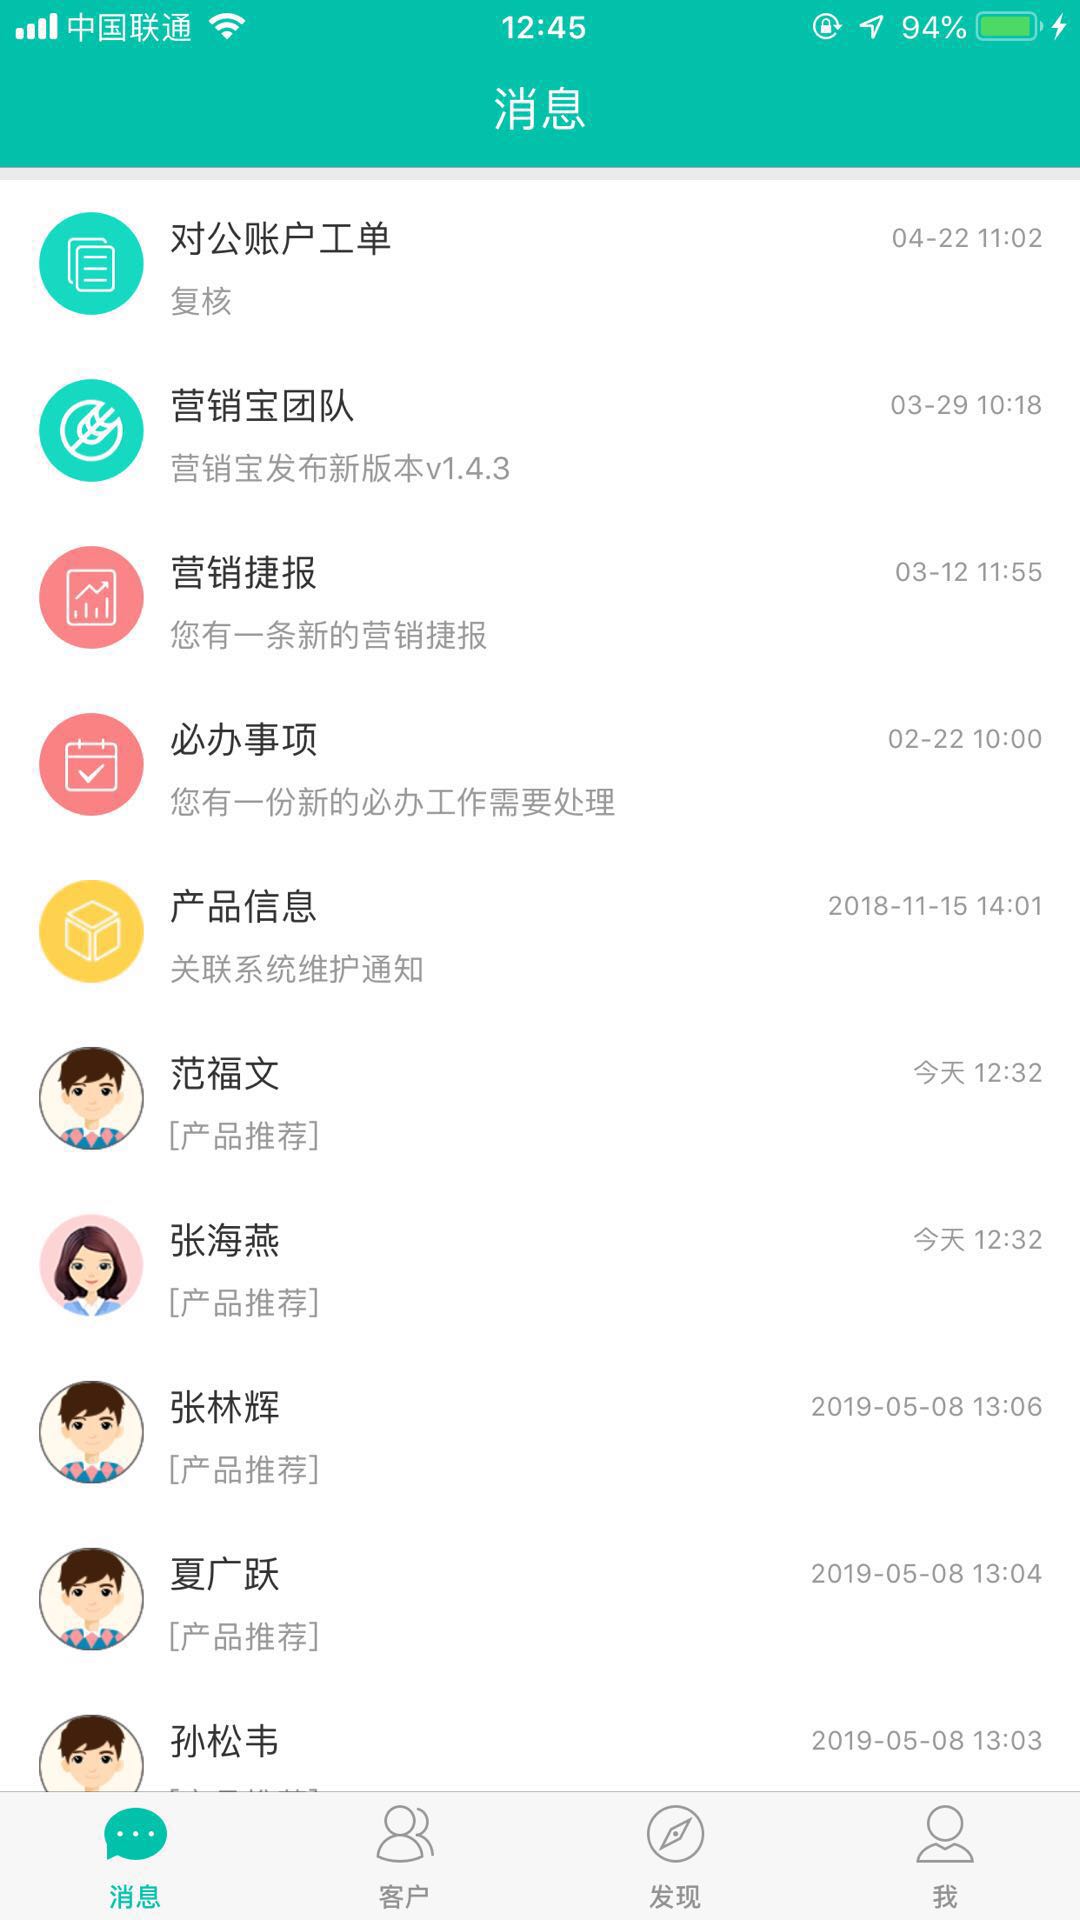 中国联通 12:45 94%
消息
对公账户工单 04-22 11:02
复核
营销宝团队 03-29 10:18
营销宝发布新版本v1.4.3
营销捷报 03-12 11:55
您有一条新的营销捷报
必办事项 02-22 10:00
您有一份新的必办工作需要处理
产品信息 2018-11-15 14:01
关联系统维护通知
范福文 今天 12:32
[产品推荐]
张海燕 今天 12:32
[产品推荐]
张林辉 2019-05-08 13:06
[产品推荐]
夏广跃 2019-05-08 13:04
[产品推荐]
孙松韦 2019-05-08 13:03
消息 客户 发现 我